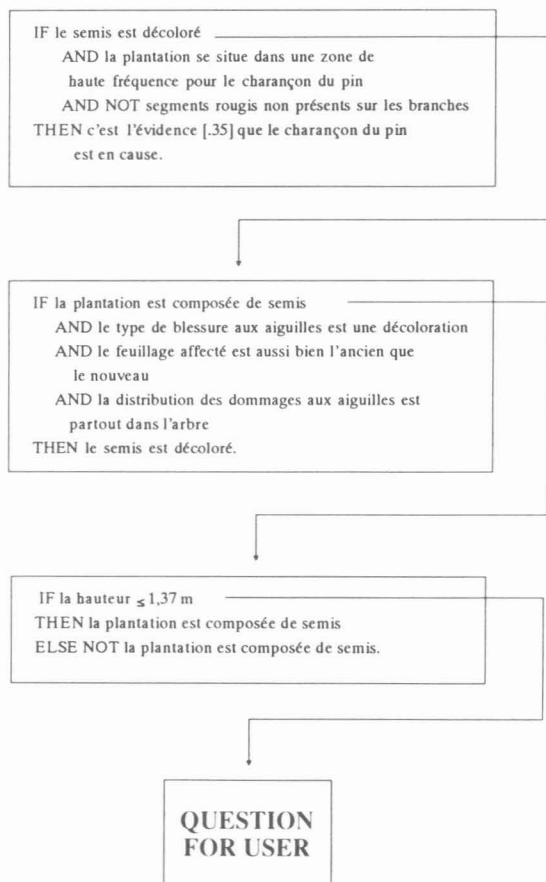 IF le semis est décoloré
AND la plantation se situe dans une zone de
haute fréquence pour le charançon du pin
AND NOT segments rougis non présents sur les branches
THEN c'est l'évidence [.35] que le charançon du pin
est en cause.
IF la plantation est composée de semis
AND le type de blessure aux aiguilles est une décoloration
AND le feuillage affecté est aussi bien l'ancien que
le nouveau
AND la distribution des dommages aux aiguilles est
partout dans l'arbre
THEN le semis est décoloré.
IF la hauteur ≤ 1,37 m
THEN la plantation est composée de semis
ELSE NOT la plantation est composée de semis.
QUESTION
FOR USER